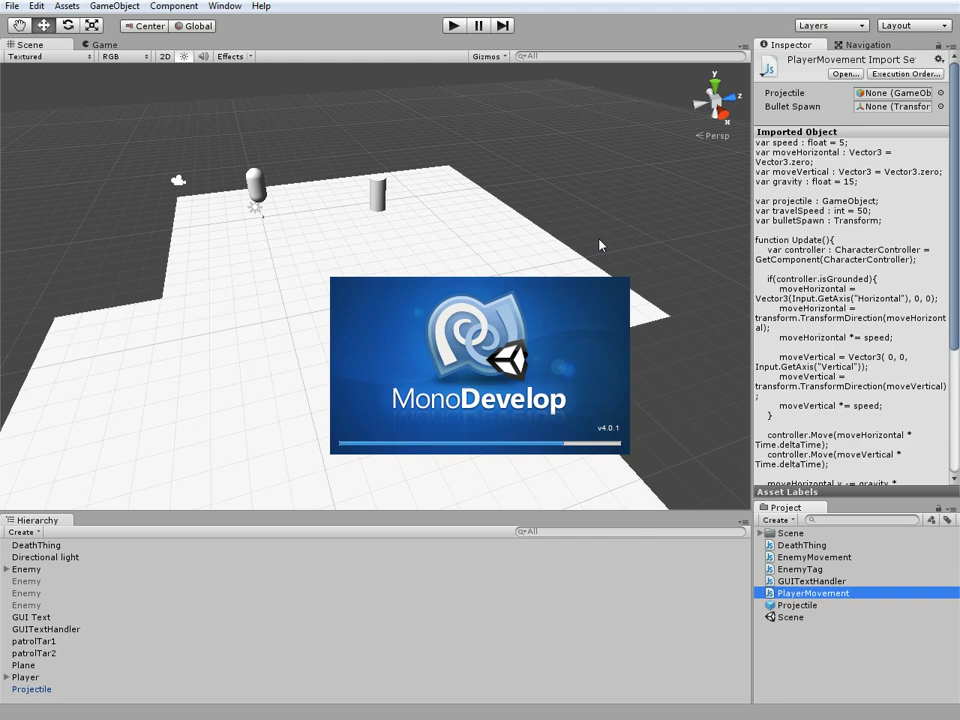 File Edit Assets GameObject Component Window Help
Center Global Layers Layout
Scene Game
Textured RGB 2D Effects Gizmos All
y
z
x
Persp
Inspector Navigation
PlayerMovement Import Se
Open... Execution Order...
Projectile None (GameOb
Bullet Spawn None (Transfor
Imported Object
var speed : float = 5;
var moveHorizontal : Vector3 =
Vector3.zero;
var moveVertical : Vector3 = Vector3.zero;
var gravity : float = 15;
var projectile : GameObject;
var travelSpeed : int = 50;
var bulletSpawn : Transform;
function Update(){
var controller : CharacterController =
GetComponent(CharacterController);
if(controller.isGrounded){
moveHorizontal =
Vector3(Input.GetAxis("Horizontal"), 0, 0);
moveHorizontal =
transform.TransformDirection(moveHorizont
al);
moveHorizontal *= speed;
moveVertical = Vector3( 0, 0,
Input.GetAxis("Vertical"));
moveVertical =
transform.TransformDirection(moveVertical)
;
moveVertical *= speed;
}
controller.Move(moveHorizontal *
Time.deltaTime);
controller.Move(moveVertical *
Time.deltaTime);
moveHorizontal.y -= gravity *
Asset Labels
MonoDevelop
v4.0.1
Hierarchy
Create All
DeathThing
Directional light
Enemy
Enemy
Enemy
Enemy
GUI Text
GUITextHandler
patrolTar1
patrolTar2
Plane
Player
Projectile
Project
Create
Scene
DeathThing
EnemyMovement
EnemyTag
GUITextHandler
PlayerMovement
Projectile
Scene